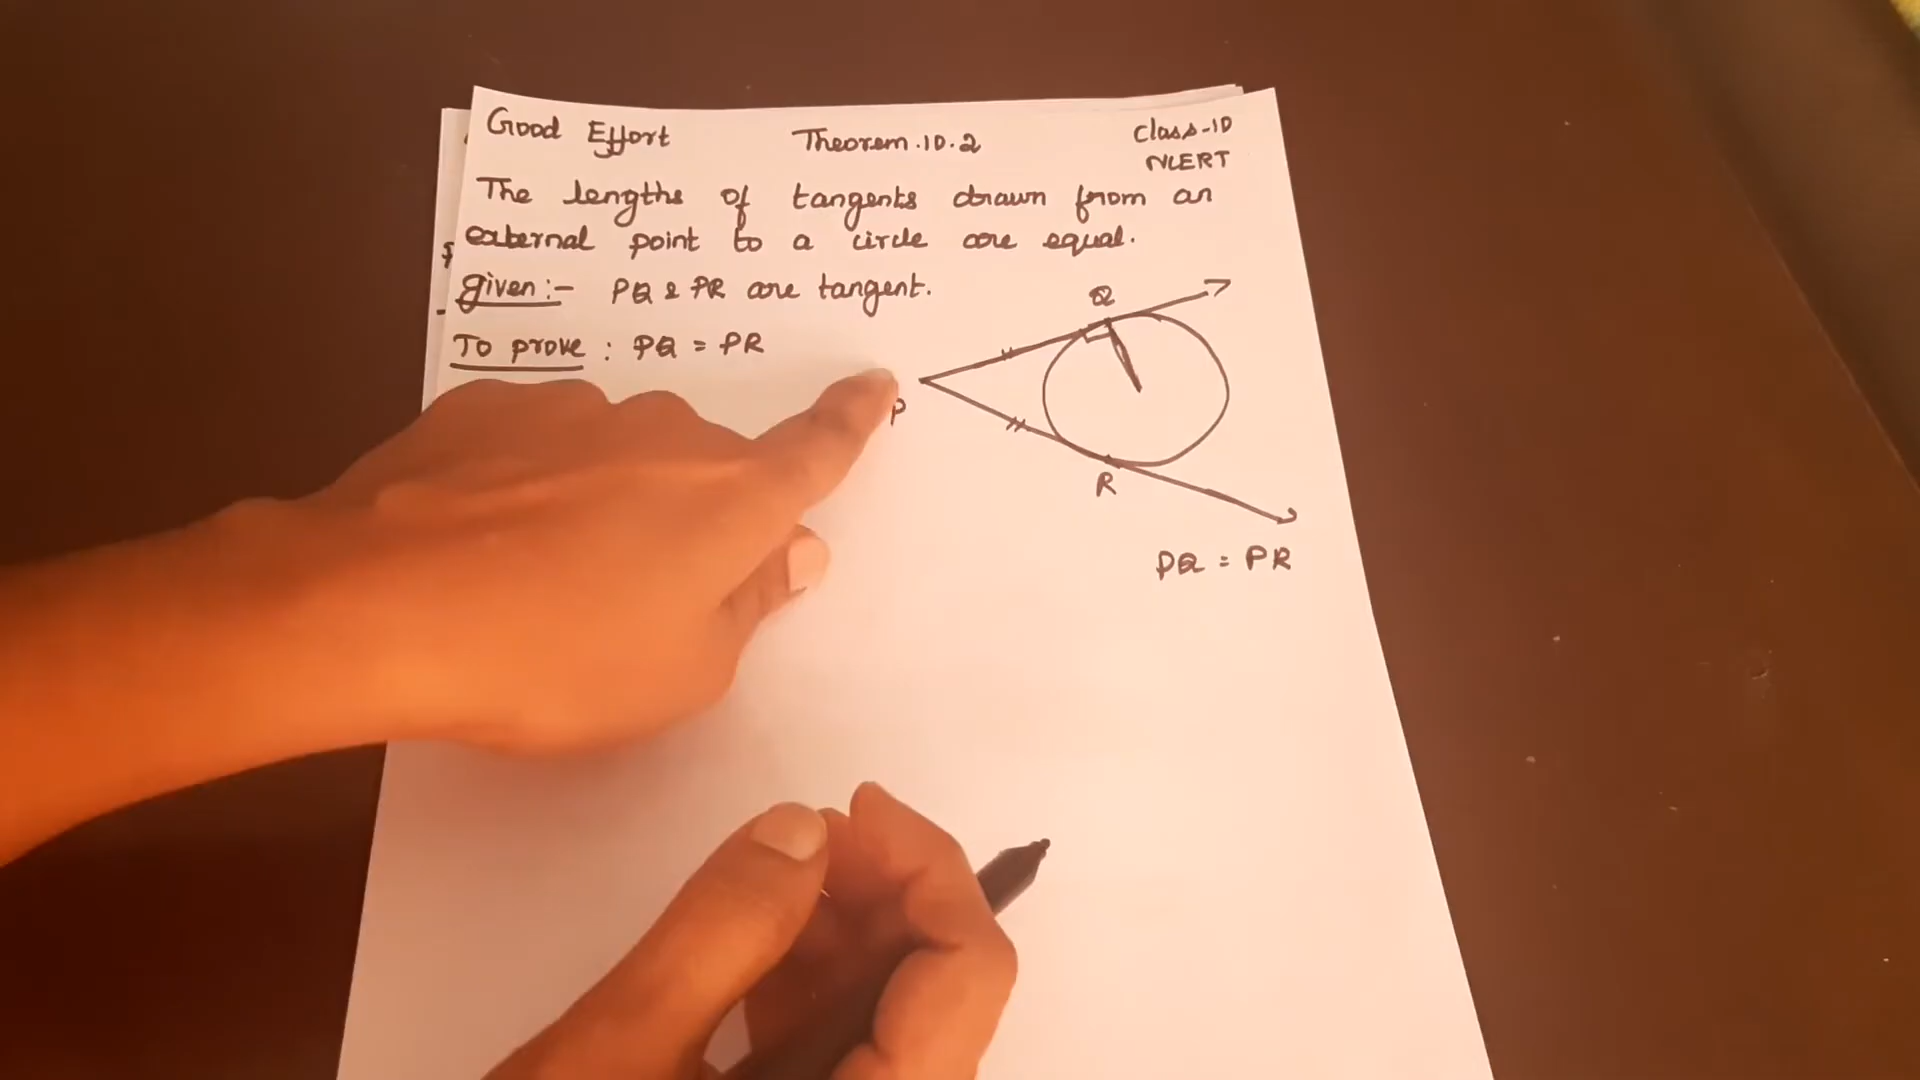 Good Effort Theorem.10.2 Class-10
NCERT
The lengths of tangents drawn from an
external point to a circle are equal.
given:- PQ & PR are tangent.
To prove : PQ = PR
Q
P
R
PQ = PR